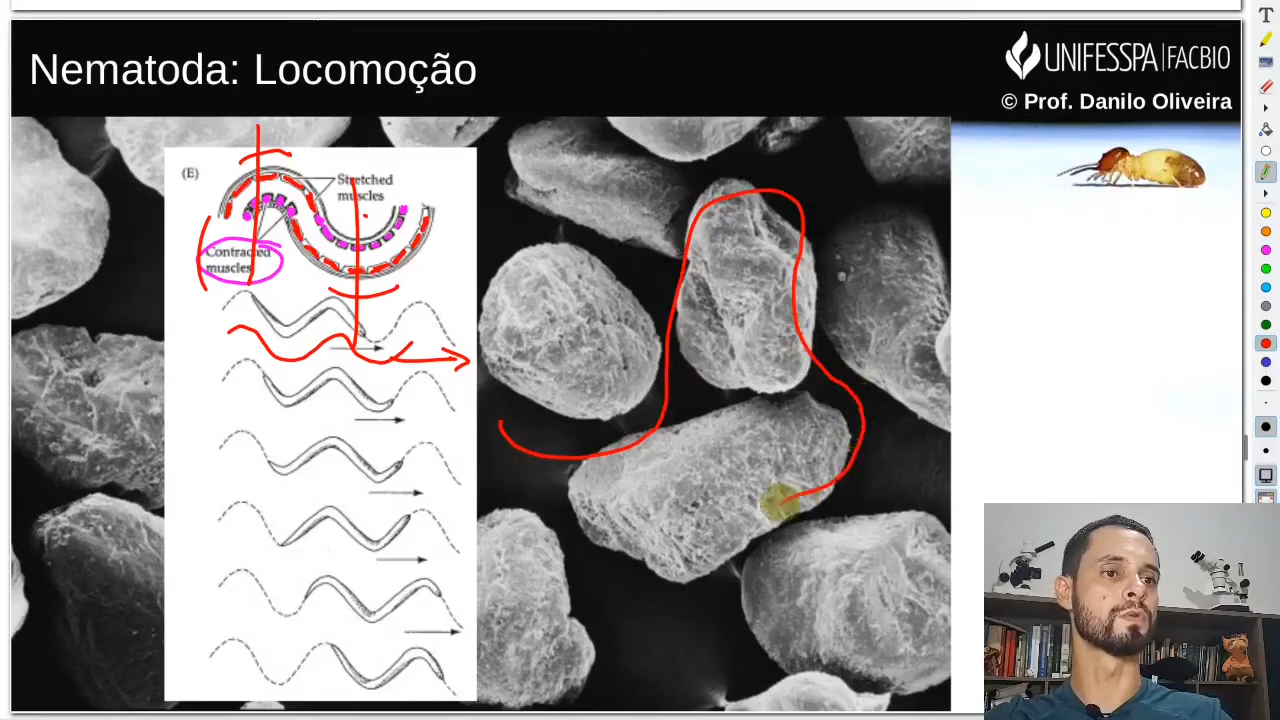 Nematoda: Locomoção
UNIFESSPA|FACBIO
© Prof. Danilo Oliveira
(E)
Stretched
muscles
Contracted
muscles
T